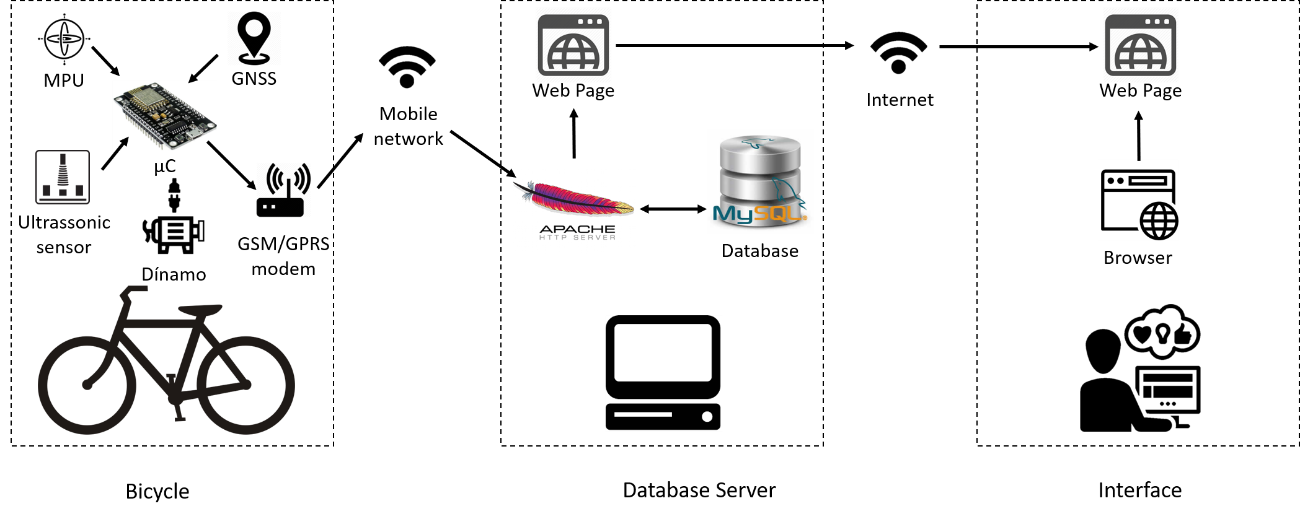 MPU
GNSS
µC
Ultrassonic
sensor
Dínamo
GSM/GPRS
modem
Bicycle
Mobile
network
Web Page
APACHE
HTTP SERVER
MySQL
Database
Database Server
Internet
Web Page
Browser
Interface